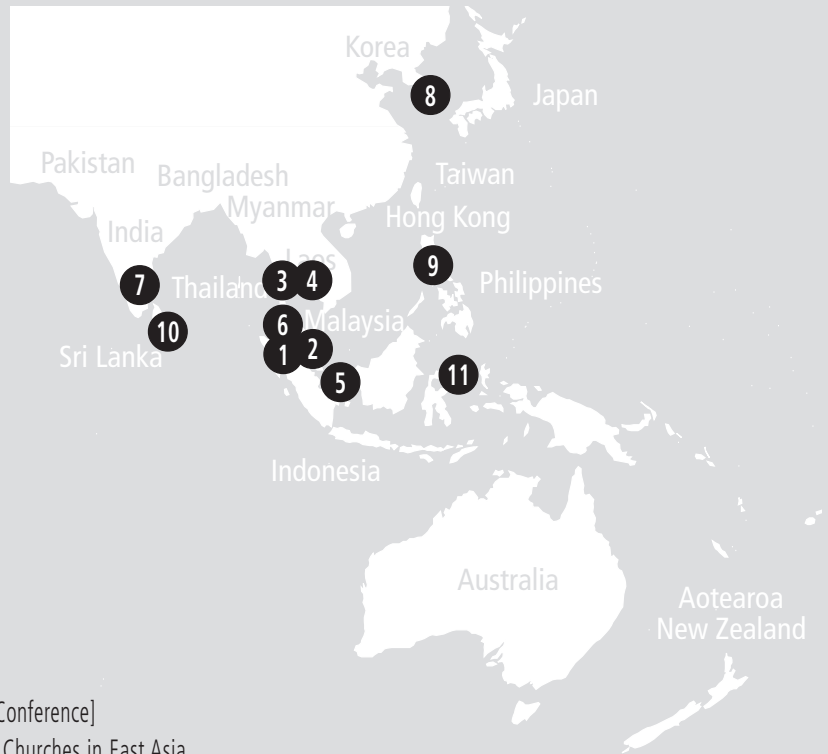 Korea
8
Japan
Pakistan
Bangladesh
Taiwan
Myanmar
Hong Kong
India
Laos
9
7
Thailand
3
4
Philippines
10
6
Malaysia
Sri Lanka
1
2
5
11
Indonesia
Australia
Aotearoa
New Zealand
Conference]
Churches in East Asia